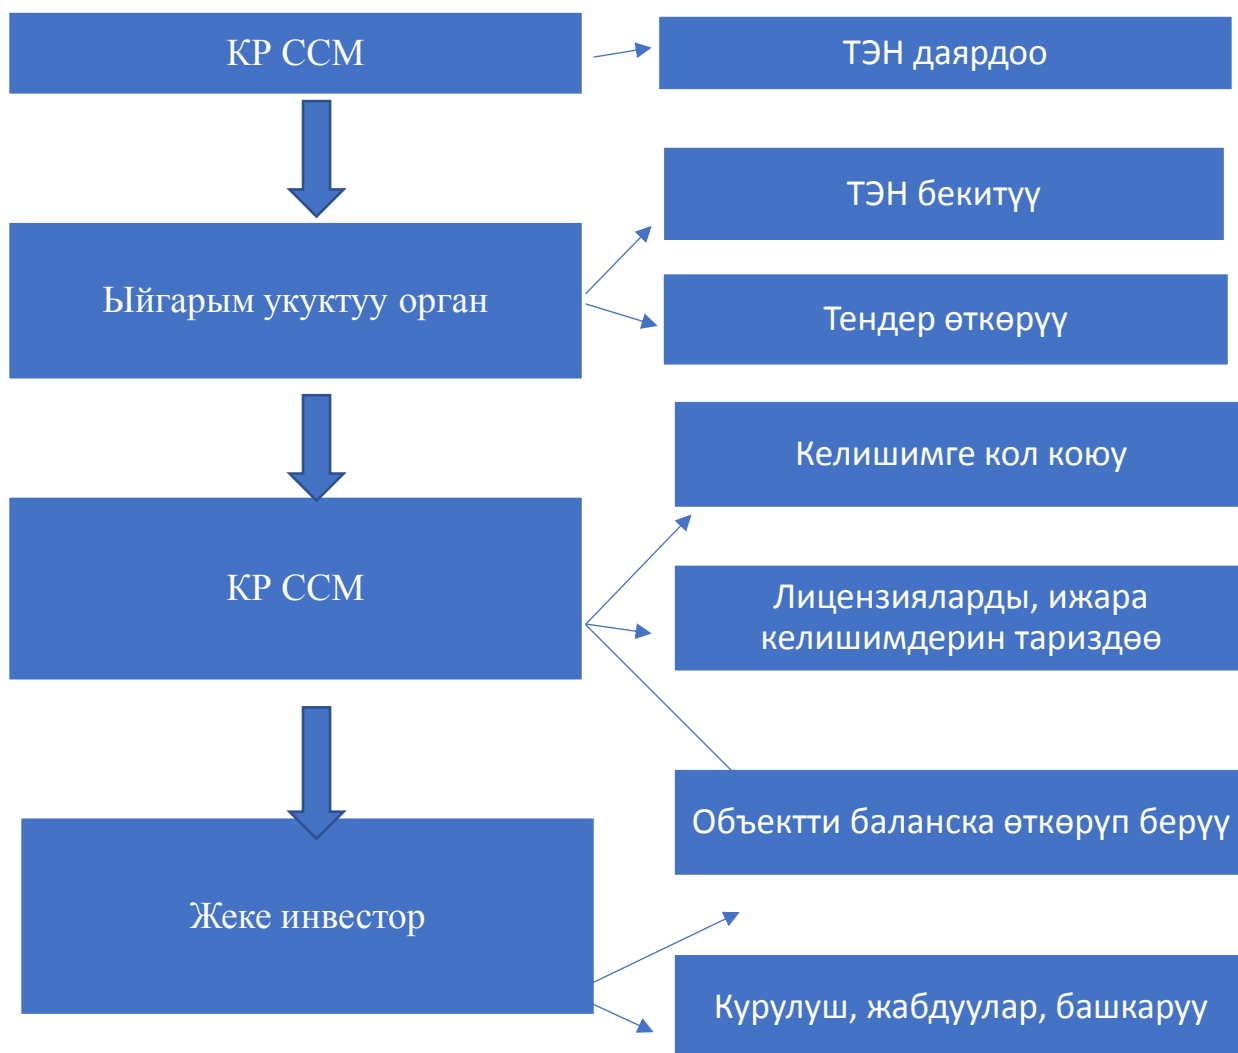 КР ССМ
ТЭН даярдоо
ТЭН бекитүү
Ыйгарым укуктуу орган
Тендер өткөрүү
Келишимге кол коюу
КР ССМ
Лицензияларды, ижара
келишимдерин тариздөө
Объектти баланска өткөрүп берүү
Жеке инвестор
Курулуш, жабдуулар, башкаруу